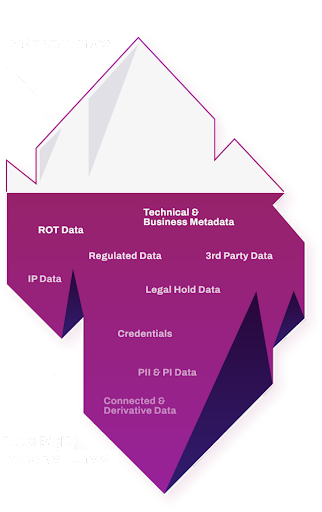 Technical &
Business Metadata
ROT Data
Regulated Data
3rd Party Data
IP Data
Legal Hold Data
Credentials
PII & PI Data
Connected &
Derivative Data